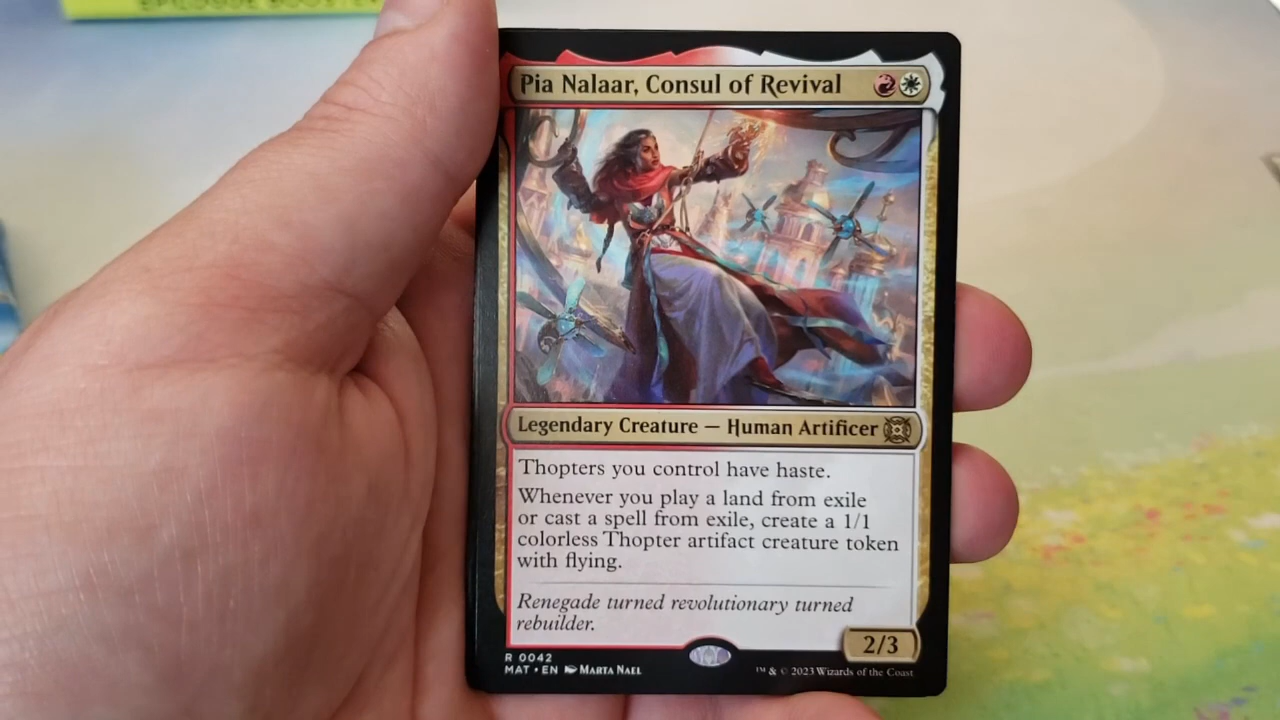 EPILOGUE BOOSTER
Pia Nalaar, Consul of Revival
Legendary Creature — Human Artificer
Thopters you control have haste.
Whenever you play a land from exile
or cast a spell from exile, create a 1/1
colorless Thopter artifact creature token
with flying.
Renegade turned revolutionary turned
rebuilder.
2/3
R 0042
MAT • EN Marta Nael
™ & © 2023 Wizards of the Coast